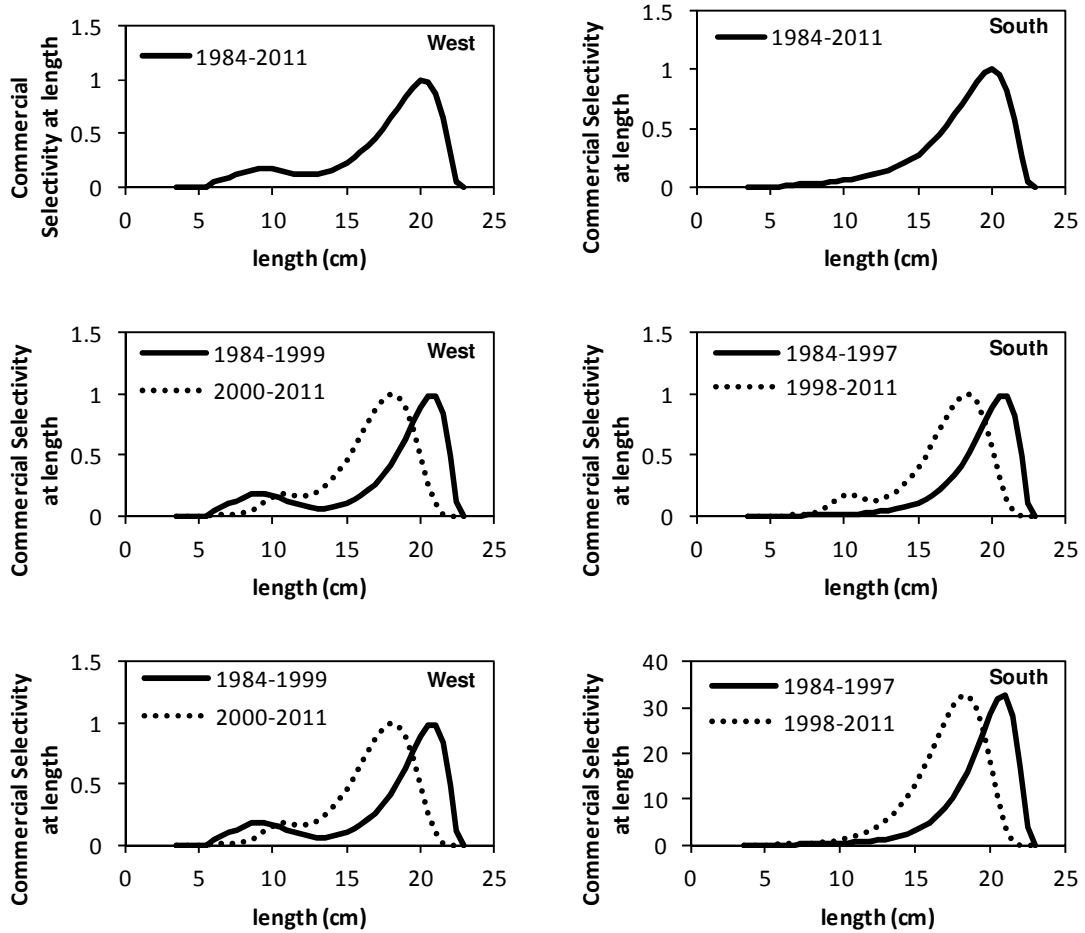 Commercial
Selectivity at length
1.5
1
0.5
0
West
1984-2011
0 5 10 15 20 25
length (cm)
Commercial Selectivity
at length
1.5
1
0.5
0
South
1984-2011
0 5 10 15 20 25
length (cm)
Commercial Selectivity
at length
1.5
1
0.5
0
West
1984-1999
2000-2011
0 5 10 15 20 25
length (cm)
Commercial Selectivity
at length
1.5
1
0.5
0
South
1984-1997
1998-2011
0 5 10 15 20 25
length (cm)
Commercial Selectivity
at length
1.5
1
0.5
0
West
1984-1999
2000-2011
0 5 10 15 20 25
length (cm)
Commercial Selectivity
at length
40
30
20
10
0
South
1984-1997
1998-2011
0 5 10 15 20 25
length (cm)